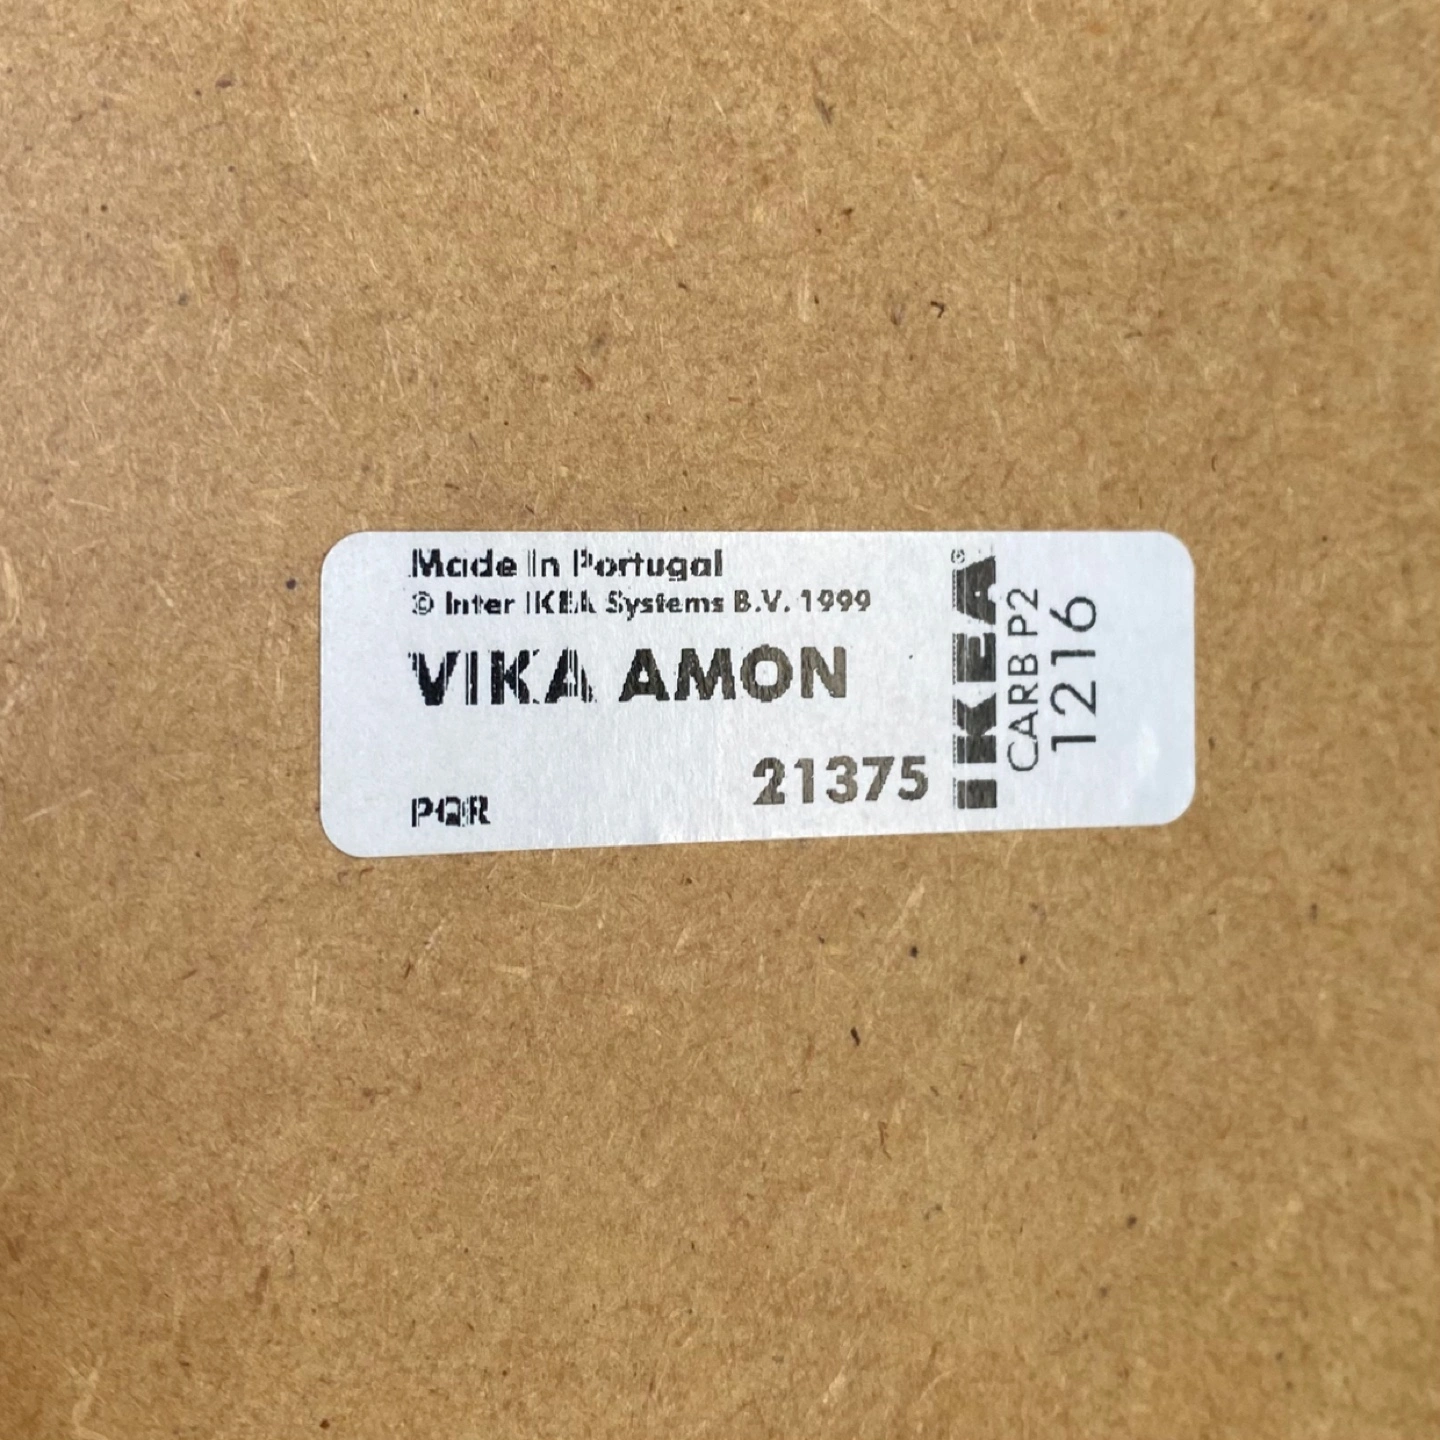 Made In Portugal
© Inter IKEA Systems B.V. 1999
VIKA AMON
21375
PQR
IKEA®
CARB P2
1216